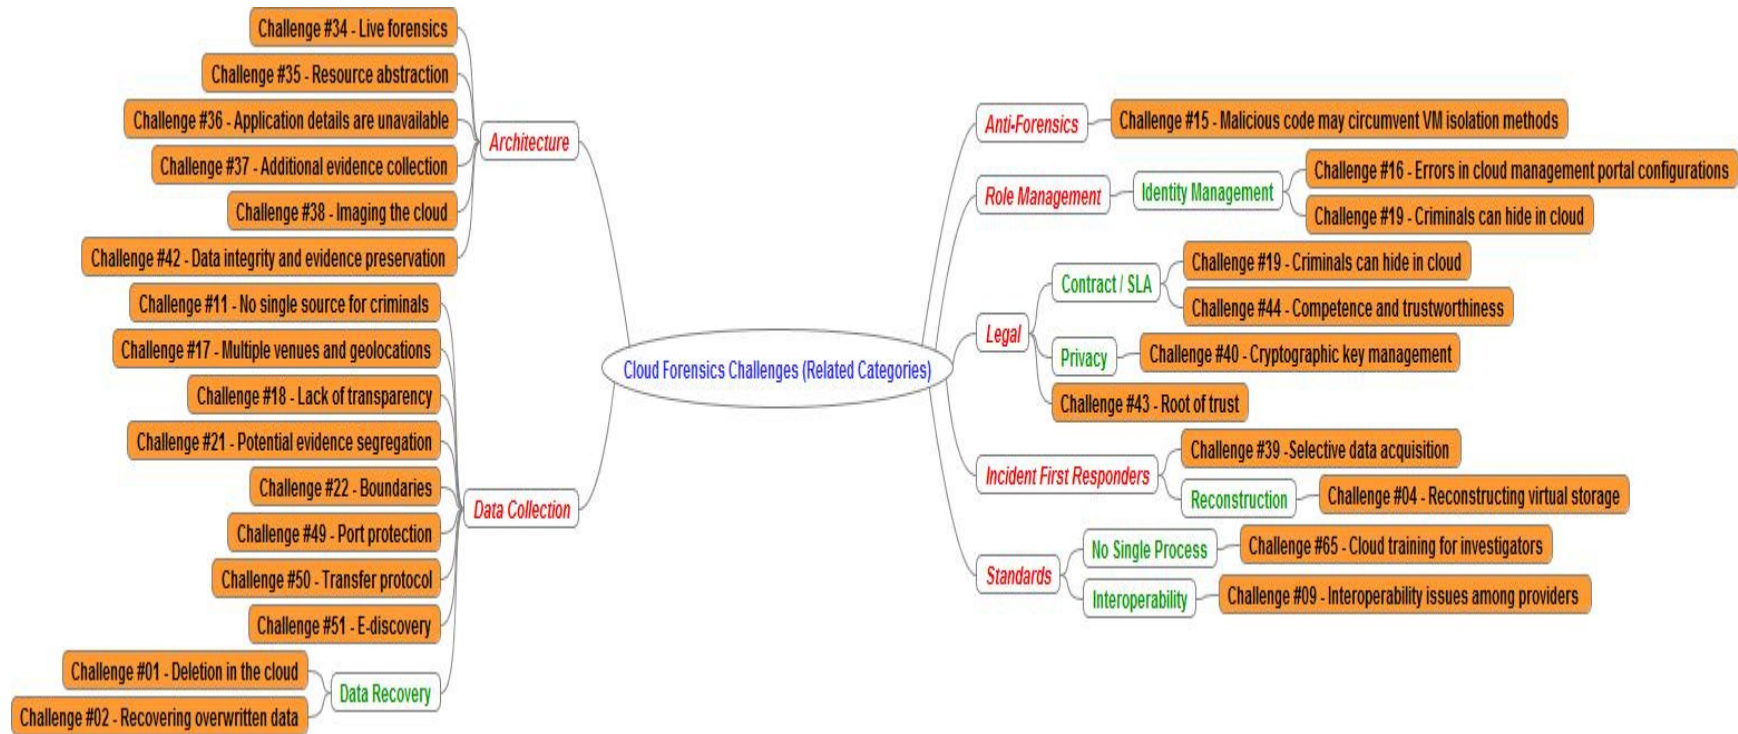 Challenge #34 - Live forensics
Challenge #35 - Resource abstraction
Challenge #36 - Application details are unavailable
Challenge #37 - Additional evidence collection
Challenge #38 - Imaging the cloud
Challenge #42 - Data integrity and evidence preservation
Architecture
Challenge #11 - No single source for criminals
Challenge #17 - Multiple venues and geolocations
Challenge #18 - Lack of transparency
Challenge #21 - Potential evidence segregation
Challenge #22 - Boundaries
Challenge #49 - Port protection
Challenge #50 - Transfer protocol
Challenge #51 - E-discovery
Challenge #01 - Deletion in the cloud
Challenge #02 - Recovering overwritten data
Data Recovery
Data Collection
Cloud Forensics Challenges (Related Categories)
Anti-Forensics
Challenge #15 - Malicious code may circumvent VM isolation methods
Role Management
Identity Management
Challenge #16 - Errors in cloud management portal configurations
Challenge #19 - Criminals can hide in cloud
Legal
Contract / SLA
Challenge #19 - Criminals can hide in cloud
Challenge #44 - Competence and trustworthiness
Privacy
Challenge #40 - Cryptographic key management
Challenge #43 - Root of trust
Incident First Responders
Challenge #39 -Selective data acquisition
Reconstruction
Challenge #04 - Reconstructing virtual storage
Standards
No Single Process
Challenge #65 - Cloud training for investigators
Interoperability
Challenge #09 - Interoperability issues among providers